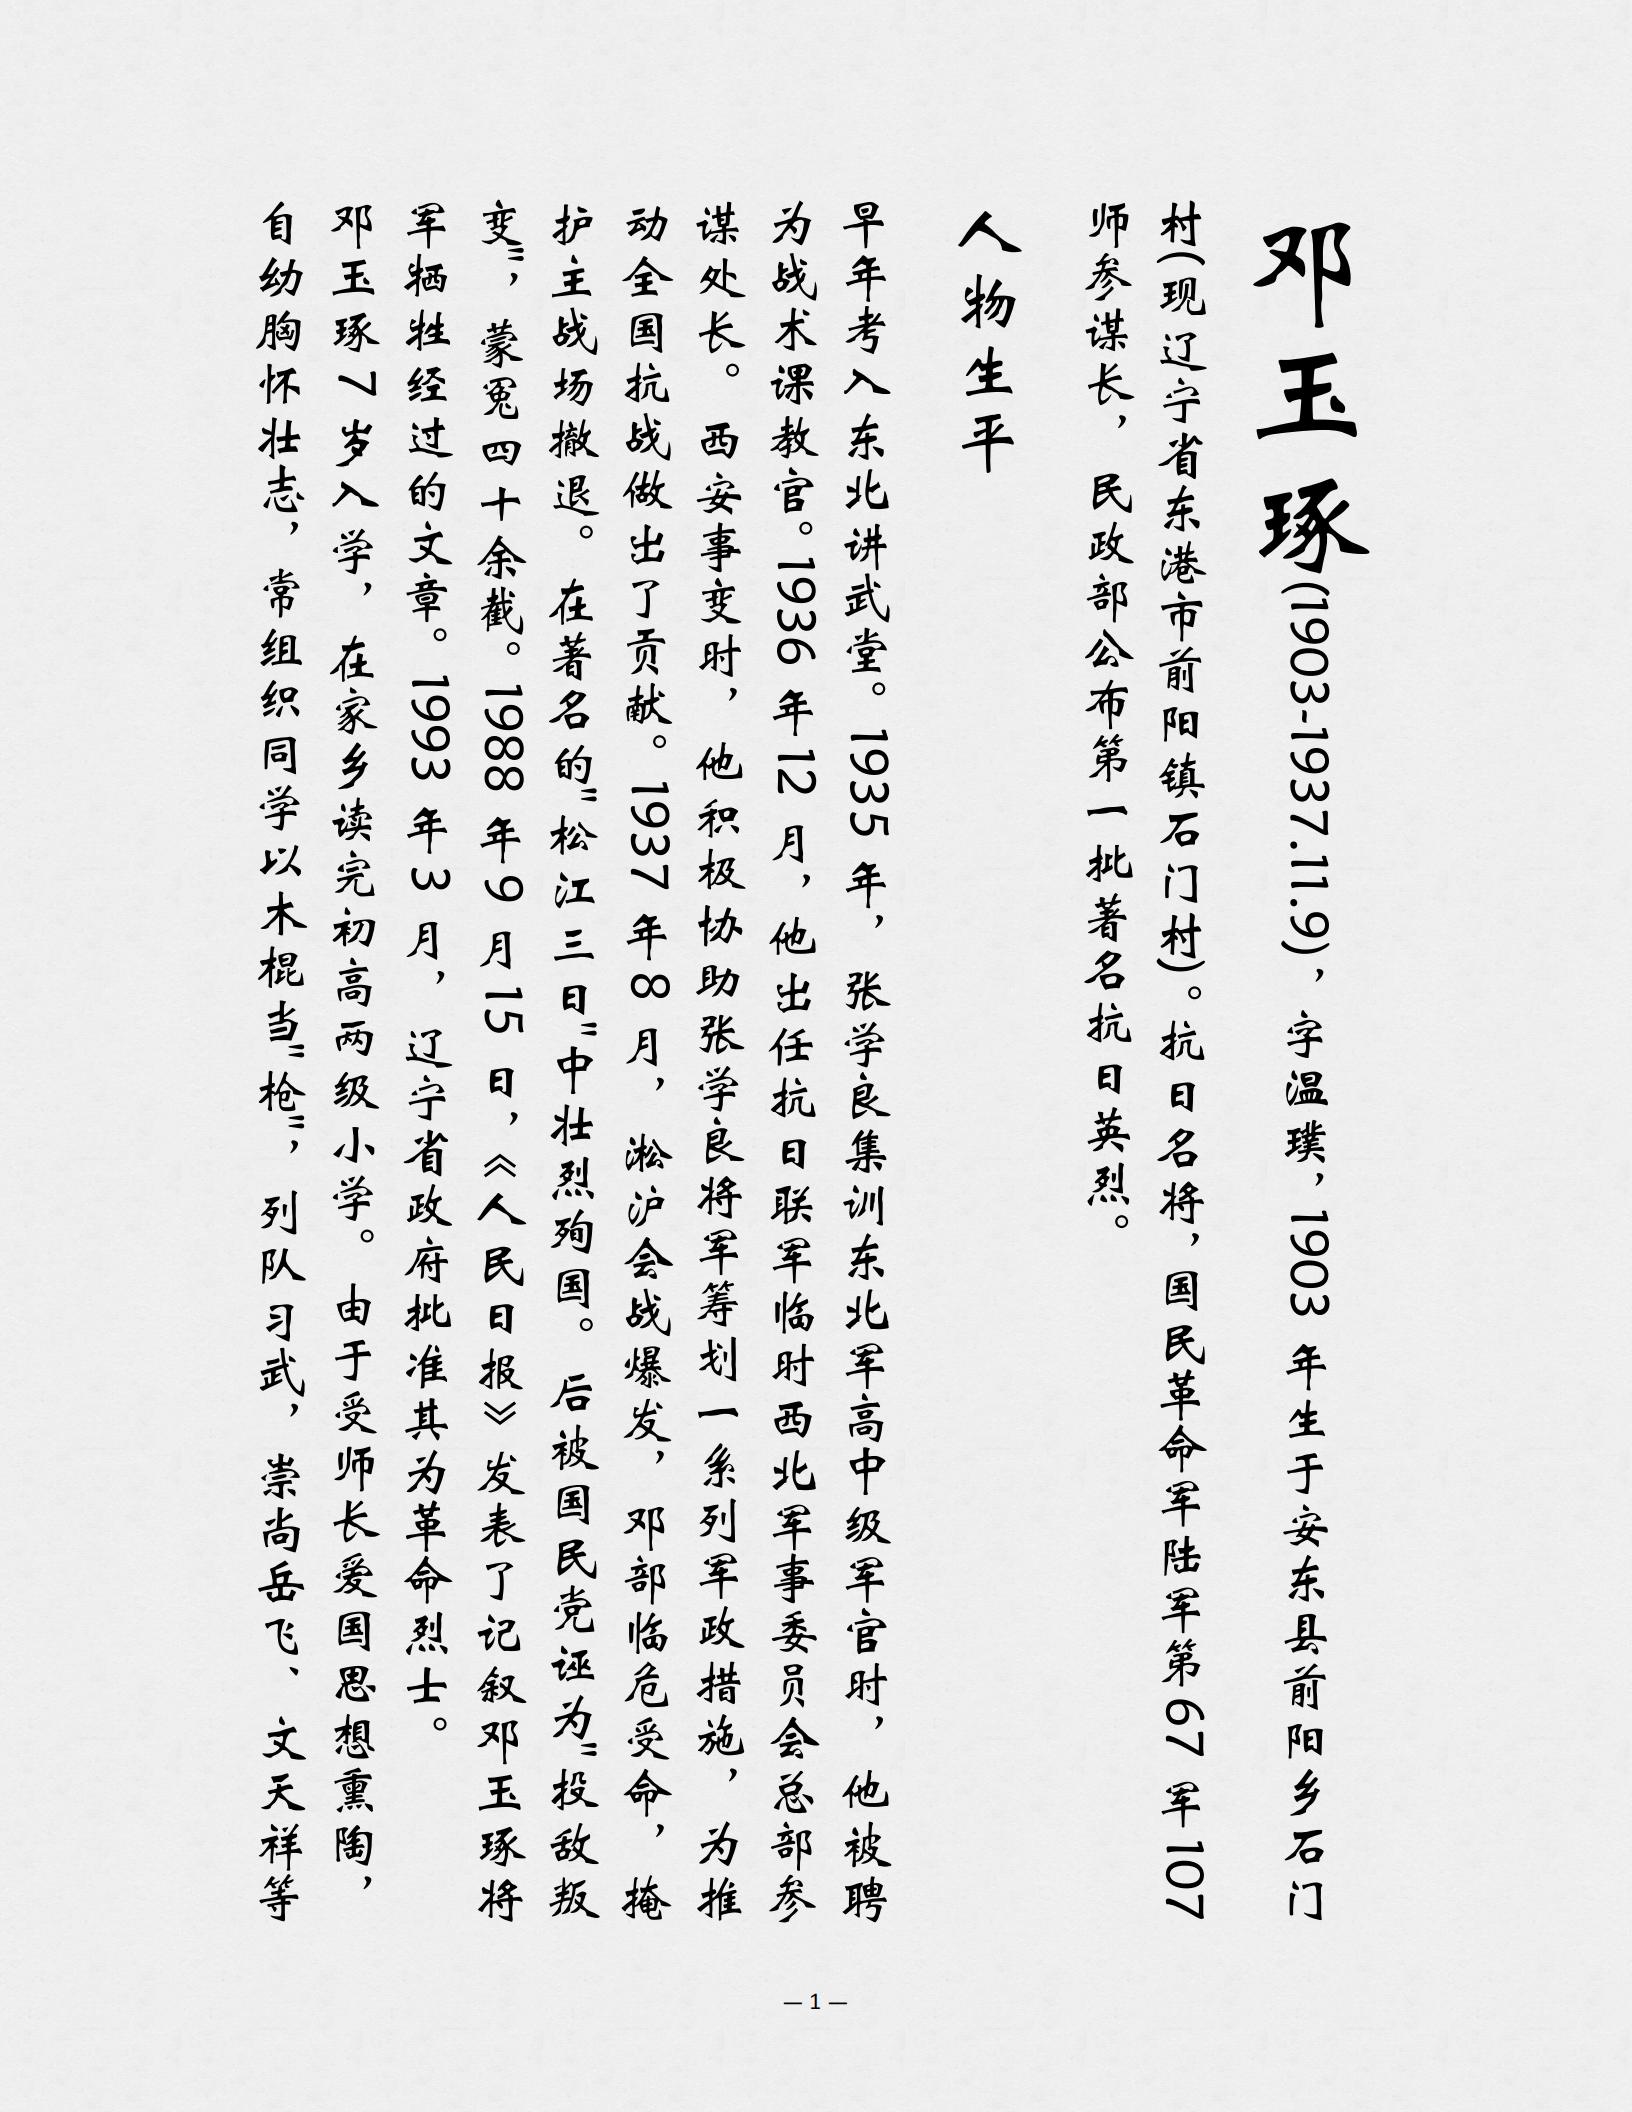 邓玉琢(1903-1937.11.9)，字温璞，1903 年生于安东县前阳乡石门
村(现辽宁省东港市前阳镇石门村)。抗日名将，国民革命军陆军第 67 军 107
师参谋长，民政部公布第一批著名抗日英烈。
人物生平
早年考入东北讲武堂。1935 年，张学良集训东北军高中级军官时，他被聘
为战术课教官。1936 年 12 月，他出任抗日联军临时西北军事委员会总部参
谋处长。西安事变时，他积极协助张学良将军筹划一系列军政措施，为推
动全国抗战做出了贡献。1937 年 8 月，淞沪会战爆发，邓部临危受命，掩
护主战场撤退。在著名的"松江三日"中壮烈殉国。后被国民党诬为"投敌叛
变"，蒙冤四十余截。1988 年 9 月 15 日，《人民日报》发表了记叙邓玉琢将
军牺牲经过的文章。1993 年 3 月，辽宁省政府批准其为革命烈士。
邓玉琢 7 岁入学，在家乡读完初高两级小学。由于受师长爱国思想熏陶，
自幼胸怀壮志，常组织同学以木棍当"枪"，列队习武，崇尚岳飞、文天祥等
— 1 —